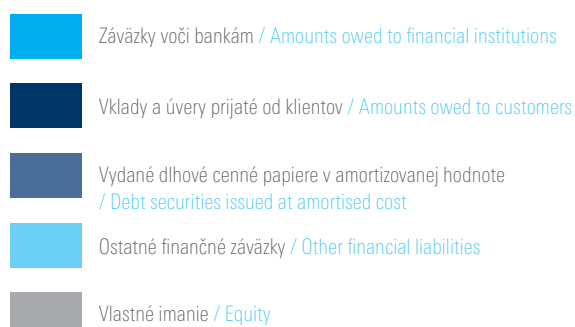 Záväzky voči bankám / Amounts owed to financial institutions
Vklady a úvery prijaté od klientov / Amounts owed to customers
Vydané dlhové cenné papiere v amortizovanej hodnote
/ Debt securities issued at amortised cost
Ostatné finančné záväzky / Other financial liabilities
Vlastné imanie / Equity